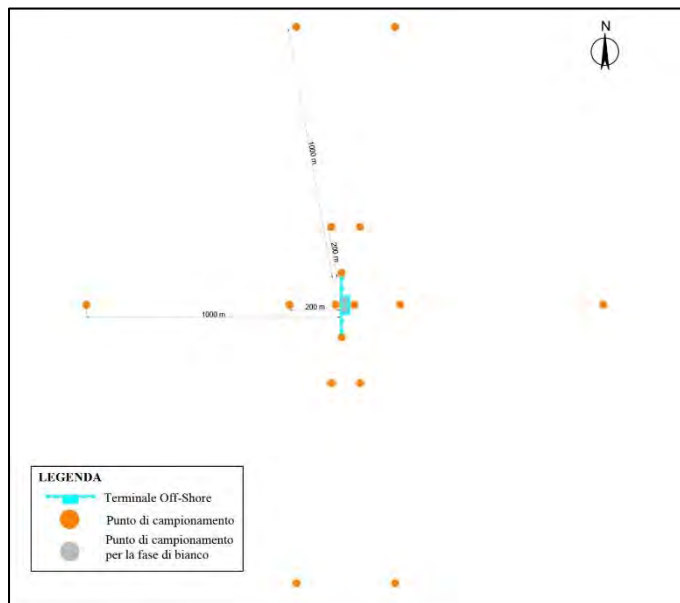 N
1000 m.
200 m.
200 m
1000 m.
LEGENDA
Terminale Off-Shore
Punto di campionamento
Punto di campionamento
per la fase di bianco